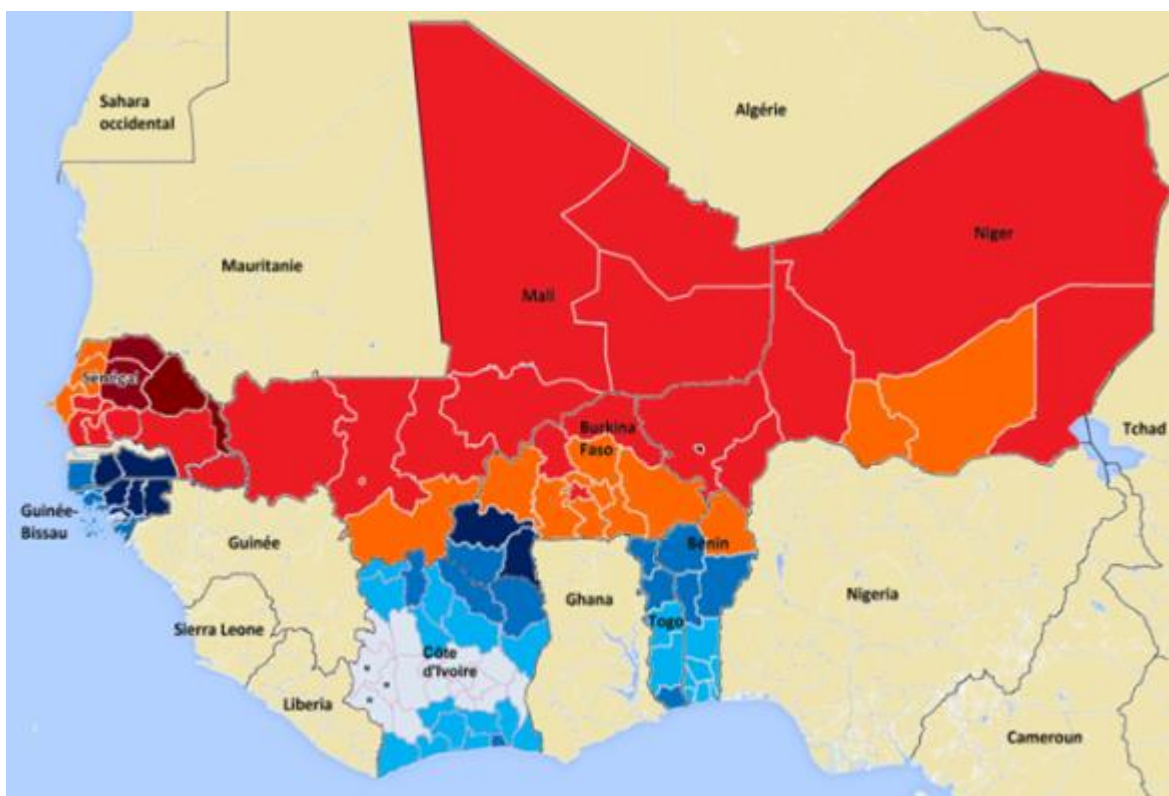 Sahara
occidental
Algérie
Mauritanie
Niger
Mali
Sénégal
Burkina
Faso
Tchad
Guinée-
Bissau
Guinée
Bénin
Ghana
Nigeria
Togo
Sierra Leone
Côte
d'Ivoire
Liberia
Cameroun